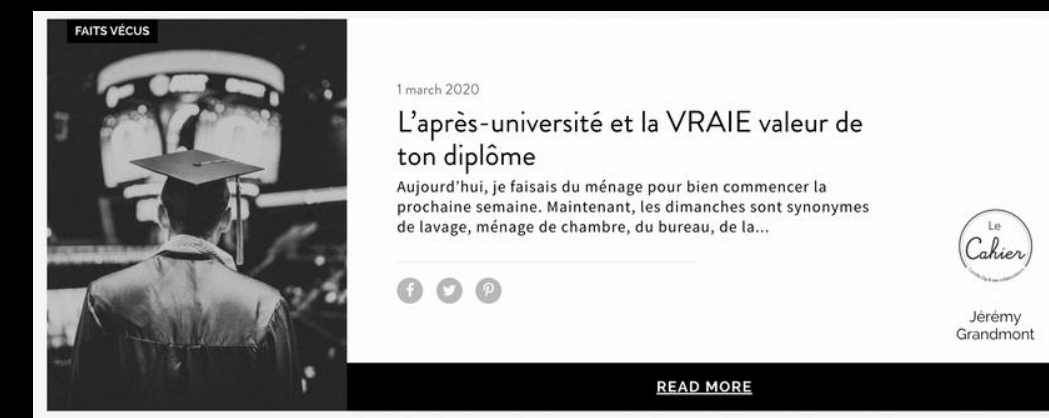 FAITS VÉCUS
1 march 2020
L'après-université et la VRAIE valeur de
ton diplôme
Aujourd'hui, je faisais du ménage pour bien commencer la
prochaine semaine. Maintenant, les dimanches sont synonymes
de lavage, ménage de chambre, du bureau, de la...
Le
Cahier
Jérémy
Grandmont
READ MORE